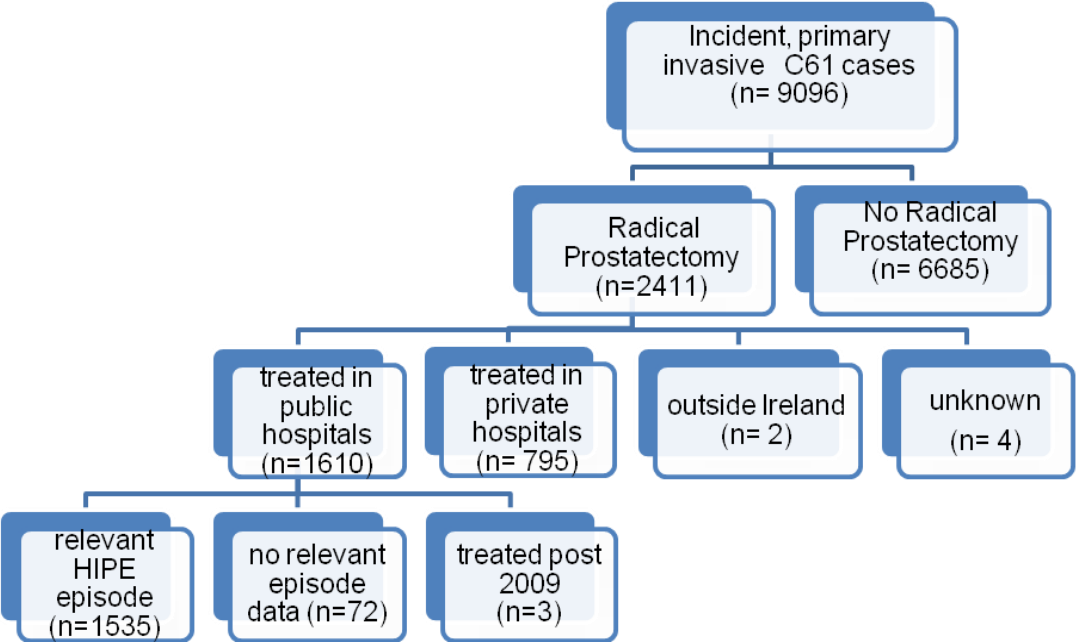 Incident, primary
invasive C61 cases
(n= 9096)
Radical
Prostatectomy
(n=2411)
No Radical
Prostatectomy
(n= 6685)
treated in
public
hospitals
(n=1610)
treated in
private
hospitals
(n= 795)
outside Ireland
(n= 2)
unknown
(n= 4)
relevant
HIPE
episode
(n=1535)
no relevant
episode
data (n=72)
treated post
2009
(n=3)